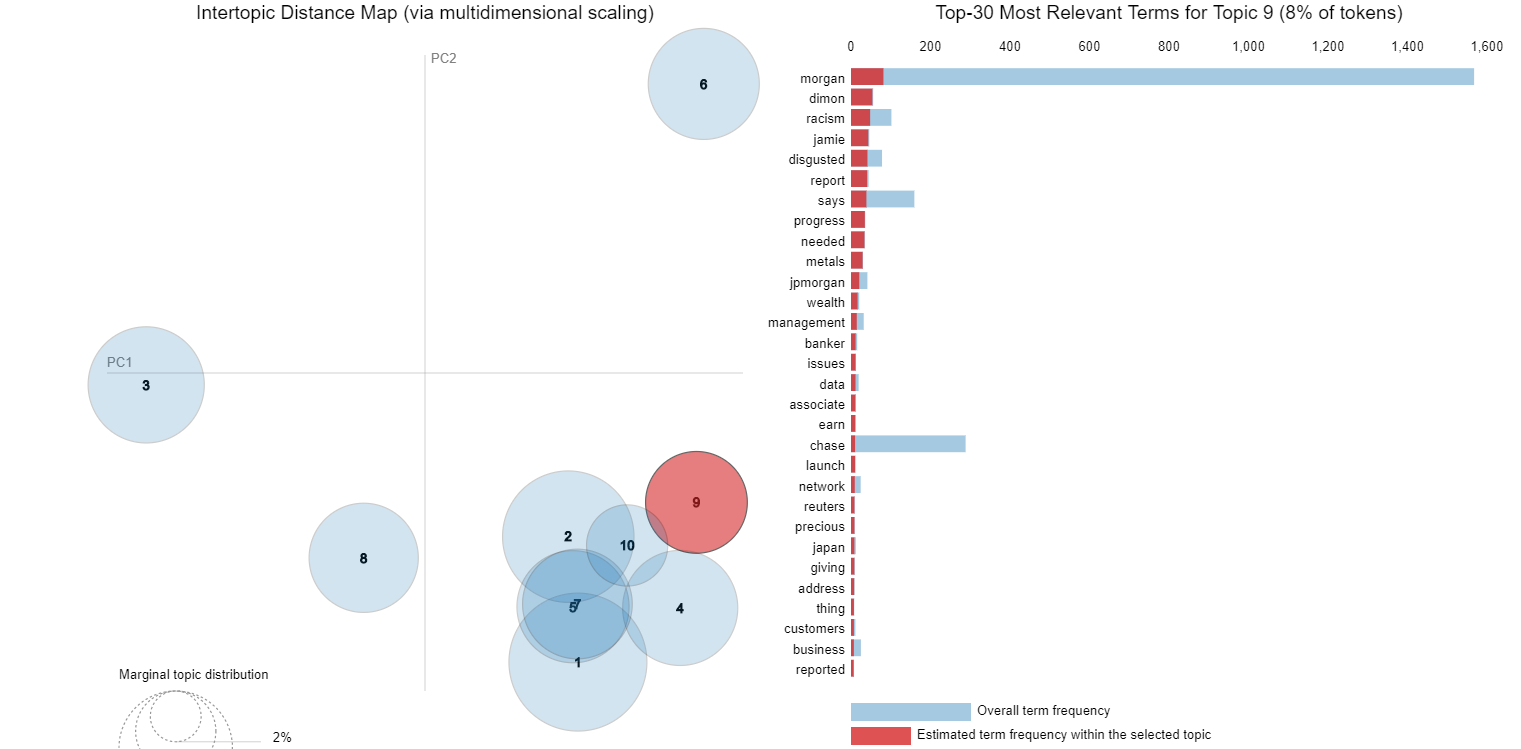 Intertopic Distance Map (via multidimensional scaling)
PC2
6
PC1
3
9
2
10
8
7
5
4
1
Marginal topic distribution
2%
Top-30 Most Relevant Terms for Topic 9 (8% of tokens)
0 200 400 600 800 1,000 1,200 1,400 1,600
morgan
dimon
racism
jamie
disgusted
report
says
progress
needed
metals
jpmorgan
wealth
management
banker
issues
data
associate
earn
chase
launch
network
reuters
precious
japan
giving
address
thing
customers
business
reported
Overall term frequency
Estimated term frequency within the selected topic